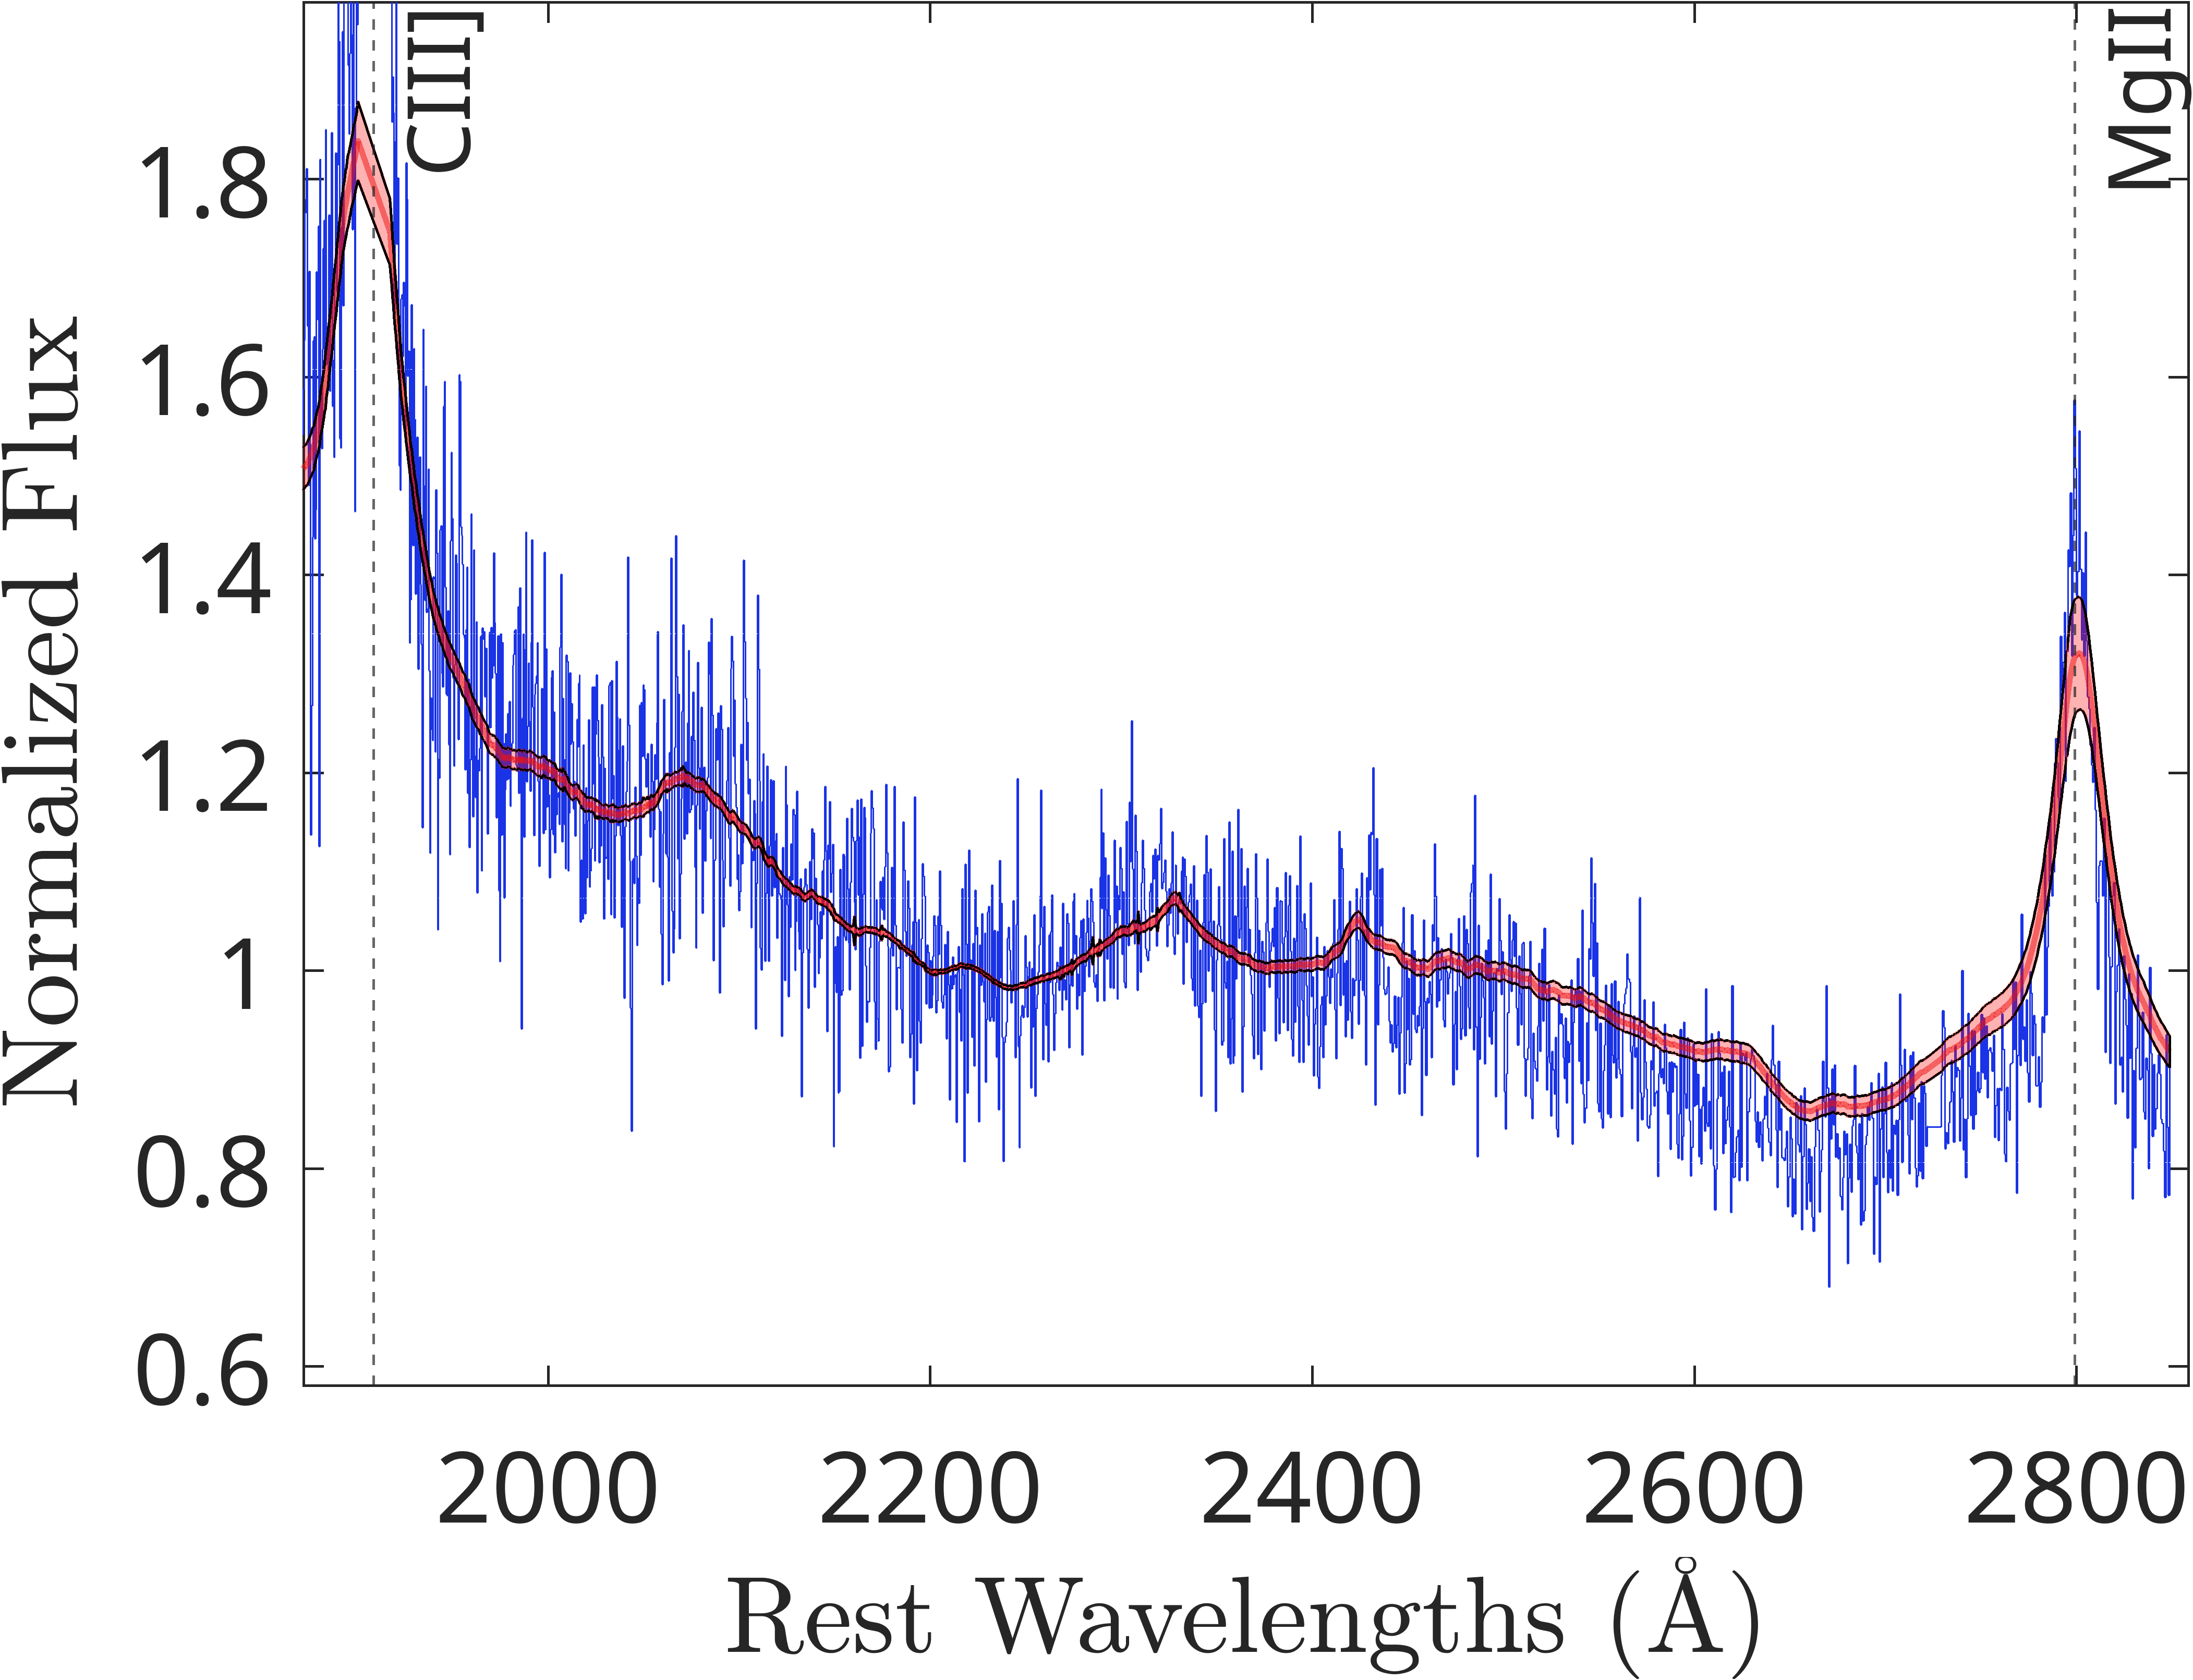 CIII]
MgII
1.8
1.6
1.4
1.2
1
0.8
0.6
Normalized Flux
2000 2200 2400 2600 2800
Rest Wavelengths (Å)